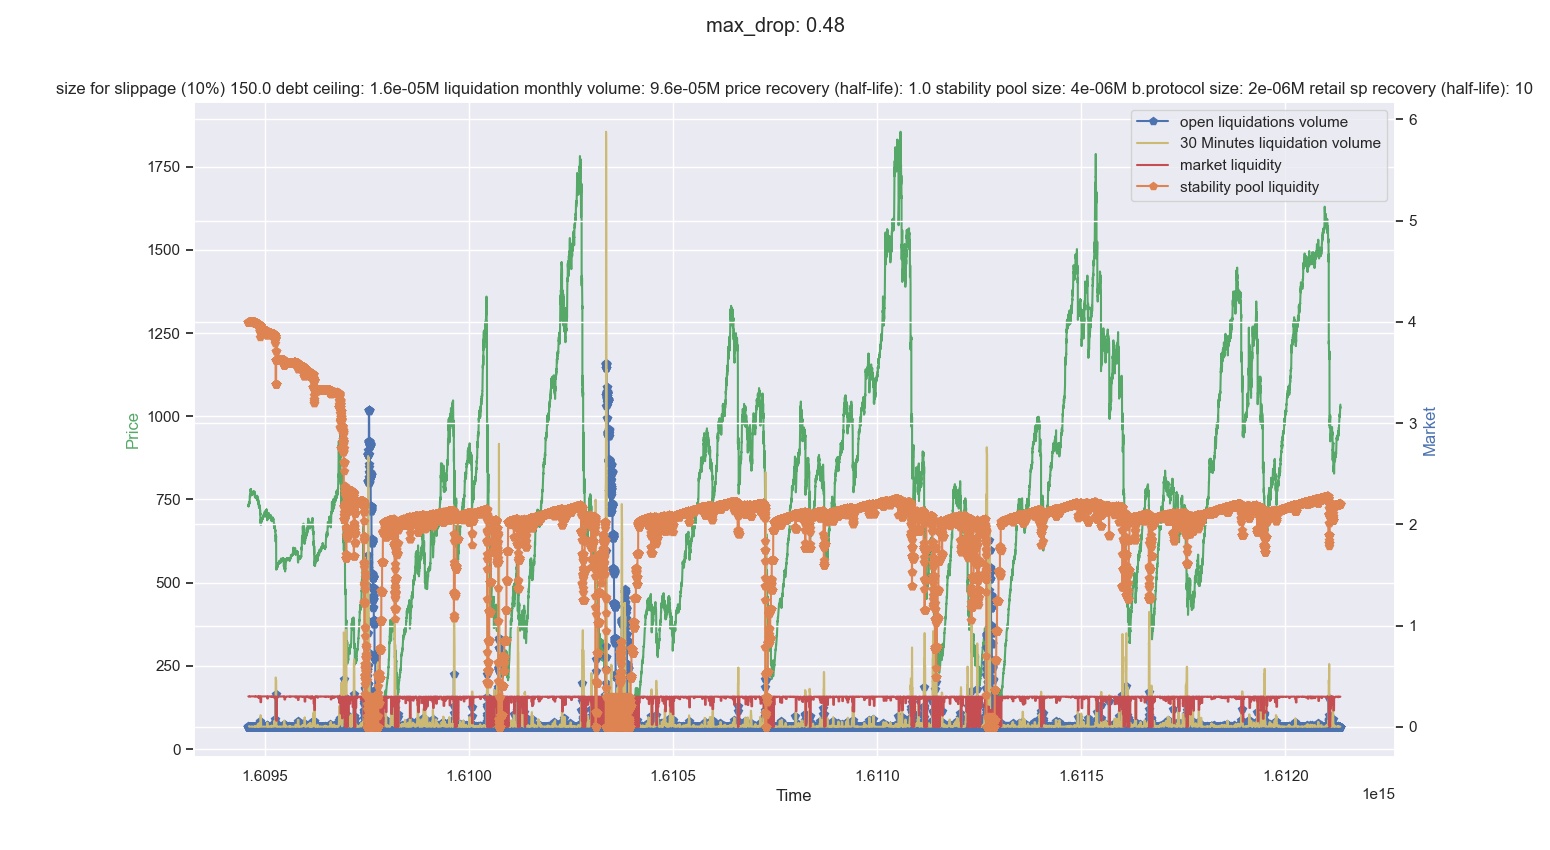 max_drop: 0.48
size for slippage (10%) 150.0 debt ceiling: 1.6e-05M liquidation monthly volume: 9.6e-05M price recovery (half-life): 1.0 stability pool size: 4e-06M b.protocol size: 2e-06M retail sp recovery (half-life): 10
open liquidations volume
30 Minutes liquidation volume
market liquidity
stability pool liquidity
1750
1500
1250
1000
750
500
250
0
Price
6
5
4
3
2
1
0
Market
1.6095 1.6100 1.6105 1.6110 1.6115 1.6120
1e15
Time